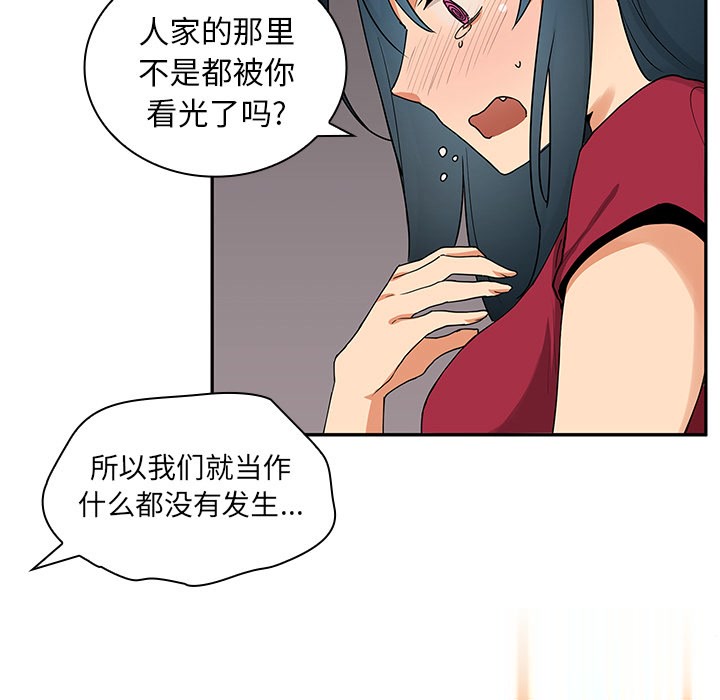 人家的那里
不是都被你
看光了吗?
所以我们就当作
什么都没有发生...